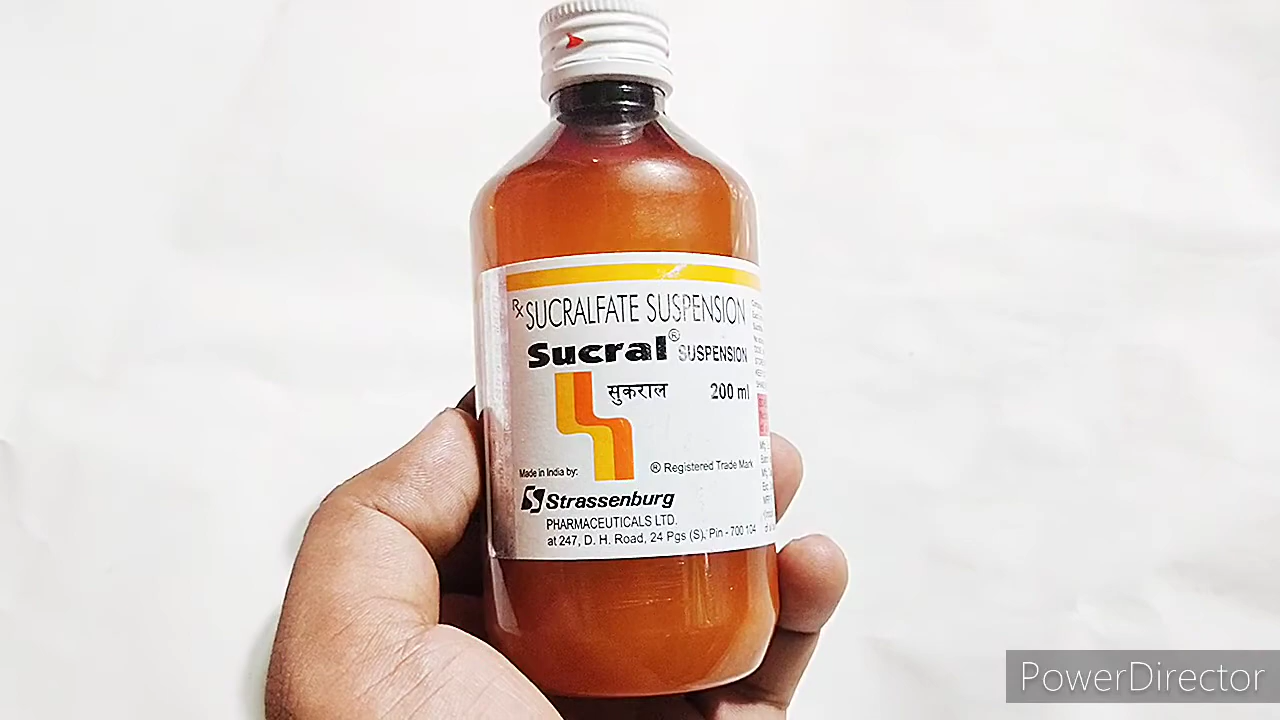 Rx SUCRALFATE SUSPENSION
Sucral® SUSPENSION
सुकराल 200 ml
® Registered Trade Mark
Made in India by:
Strassenburg
PHARMACEUTICALS LTD.
at 247, D. H. Road, 24 Pgs (S), Pin - 700 104
PowerDirector